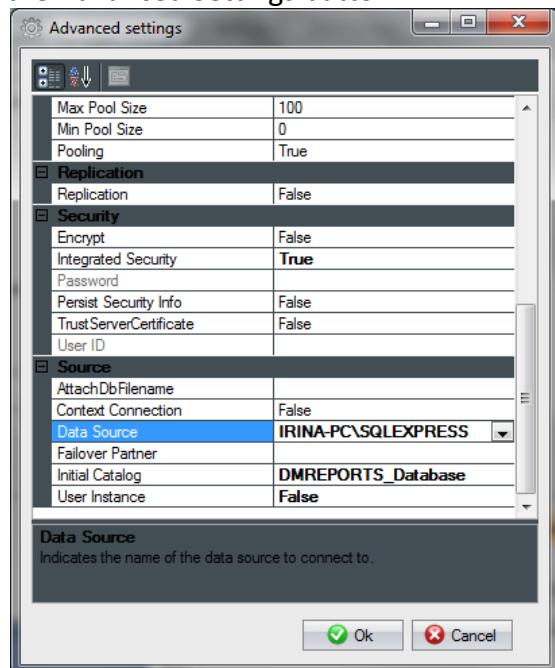 Advanced settings
Max Pool Size 100
Min Pool Size 0
Pooling True
Replication
Replication False
Security
Encrypt False
Integrated Security True
Password
Persist Security Info False
TrustServerCertificate False
User ID
Source
AttachDbFilename
Context Connection False
Data Source IRINA-PC\SQLEXPRESS
Failover Partner
Initial Catalog DMREPORTS_Database
User Instance False
Data Source
Indicates the name of the data source to connect to.
Ok Cancel